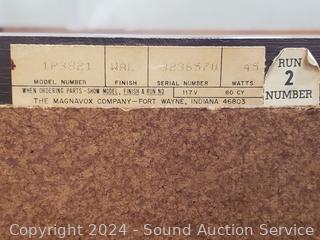 1P3821 WAL 45
MODEL NUMBER FINISH SERIAL NUMBER WATTS
WHEN ORDERING PARTS-SHOW MODEL, FINISH & RUN NO 117V 60 CY
THE MAGNAVOX COMPANY-FORT WAYNE, INDIANA 46803
RUN
2
NUMBER
Copyright 2024 - Sound Auction Service